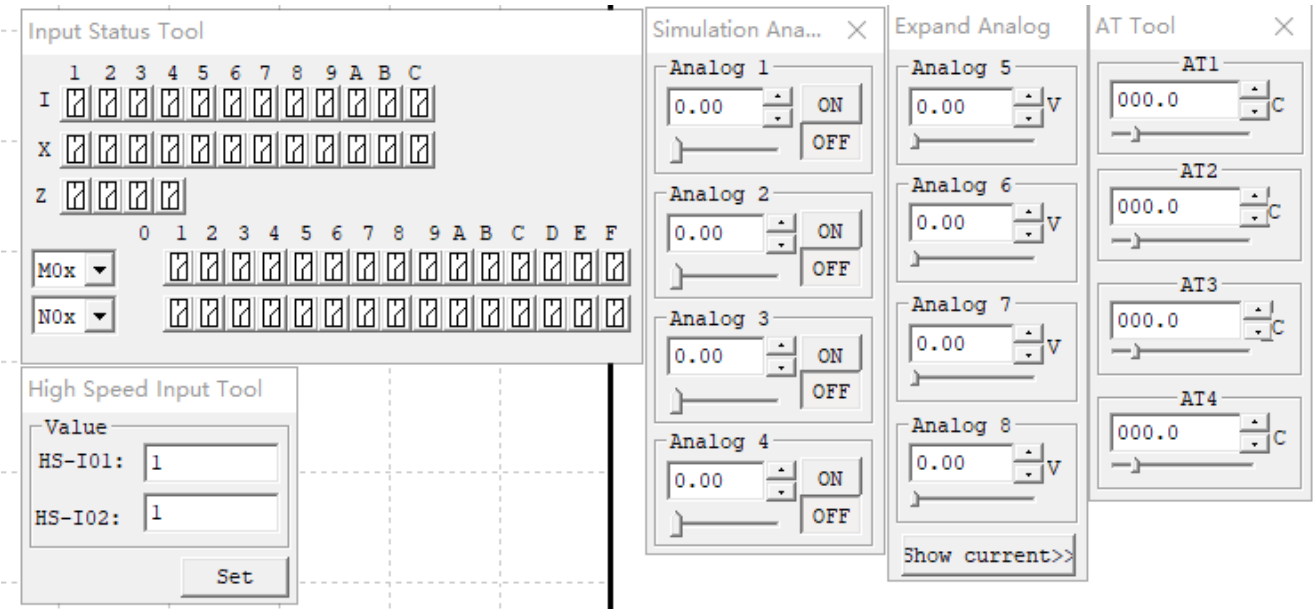 Input Status Tool
1 2 3 4 5 6 7 8 9 A B C
I
X
Z
0 1 2 3 4 5 6 7 8 9 A B C D E F
M0x
N0x
High Speed Input Tool
Value
HS-I01: 1
HS-I02: 1
Set
Simulation Ana...
Analog 1
0.00 ON
OFF
Analog 2
0.00 ON
OFF
Analog 3
0.00 ON
OFF
Analog 4
0.00 ON
OFF
Expand Analog
Analog 5
0.00 V
Analog 6
0.00 V
Analog 7
0.00 V
Analog 8
0.00 V
Show current>>
AT Tool
AT1
000.0 C
AT2
000.0 C
AT3
000.0 C
AT4
000.0 C